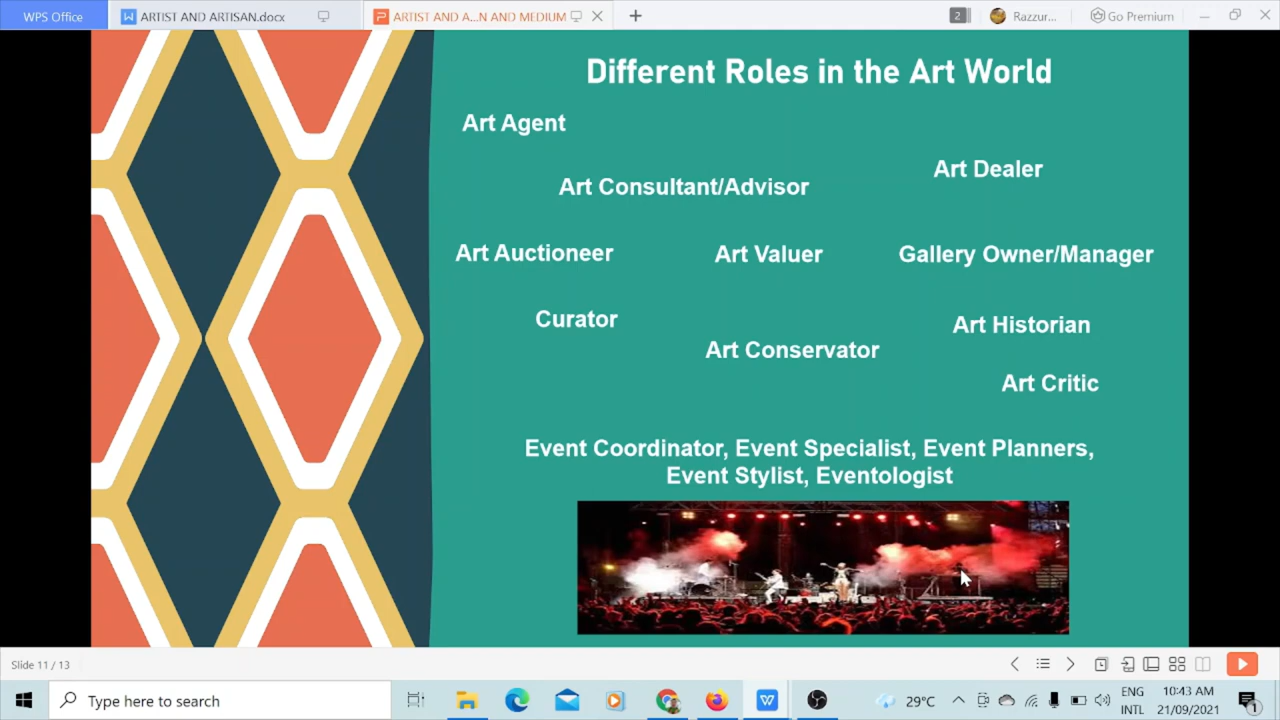 WPS Office
ARTIST AND ARTISAN.docx
ARTIST AND A...N AND MEDIUM
2
Razzur...
Go Premium
Different Roles in the Art World
Art Agent
Art Dealer
Art Consultant/Advisor
Art Auctioneer
Art Valuer
Gallery Owner/Manager
Curator
Art Historian
Art Conservator
Art Critic
Event Coordinator, Event Specialist, Event Planners,
Event Stylist, Eventologist
Slide 11 / 13
Type here to search
29°C
ENG
INTL
10:43 AM
21/09/2021
1